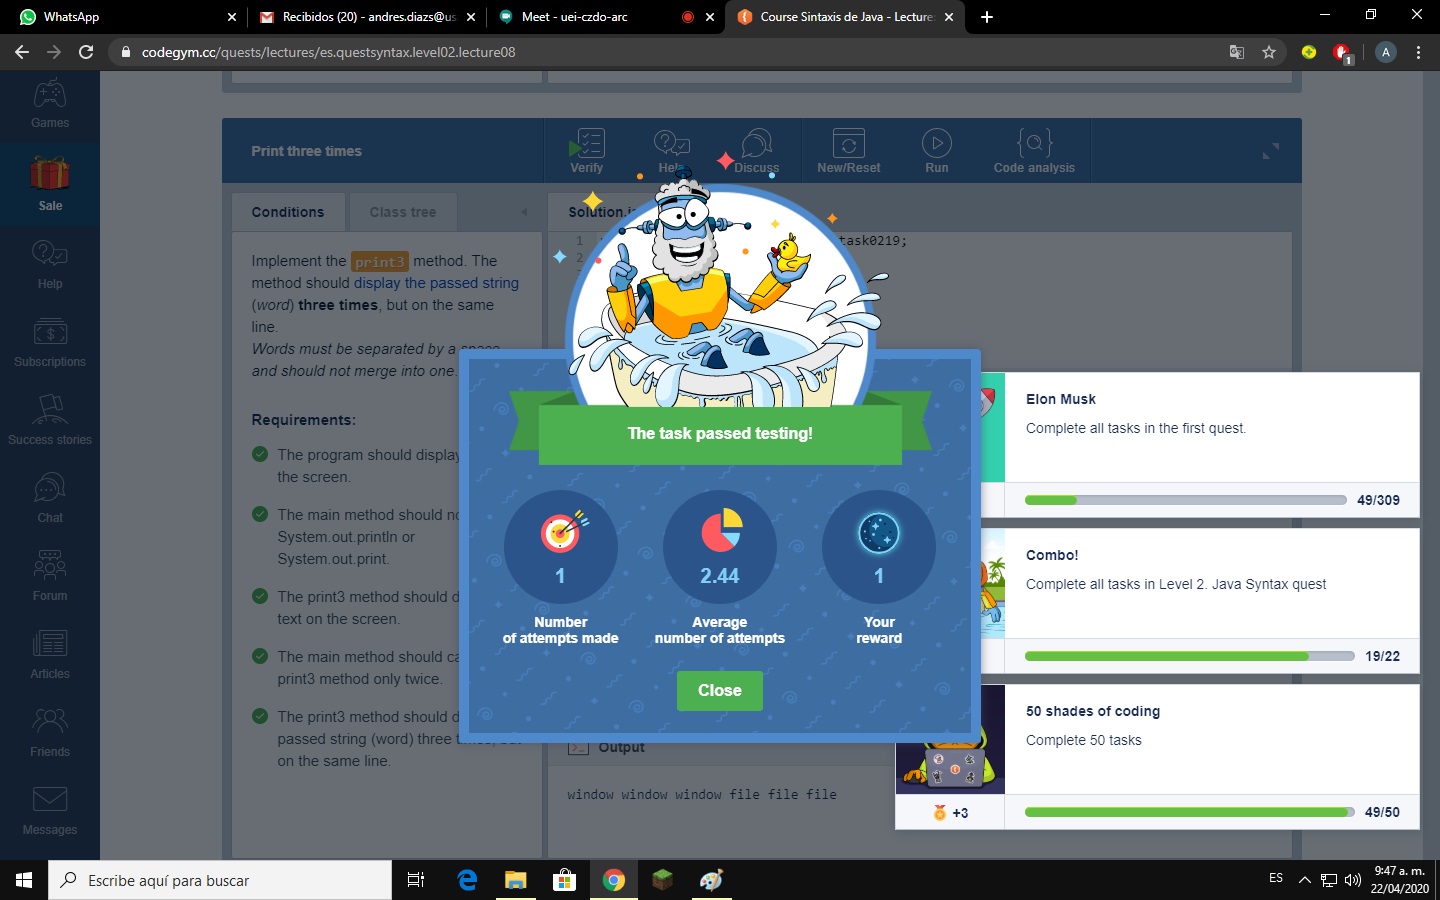 WhatsApp
Recibidos (20) - andres.diazs@us
Meet - uei-czdo-arc
Course Sintaxis de Java - Lecture
codegym.cc/quests/lectures/es.questsyntax.level02.lecture08
1
A
Games
Sale
Help
Subscriptions
Success stories
Chat
Forum
Articles
Friends
Messages
Print three times
Verify
Help
Discuss
New/Reset
Run
Code analysis
Conditions
Class tree
Solution.j
1
2
task0219;
Implement the print3 method. The
method should display the passed string
(word) three times, but on the same
line.
Words must be separated by a space
and should not merge into one.
Requirements:
The program should display
the screen.
The main method should no
System.out.println or
System.out.print.
The print3 method should d
text on the screen.
The main method should ca
print3 method only twice.
The print3 method should d
passed string (word) three times, but
on the same line.
The task passed testing!
1
Number
of attempts made
2.44
Average
number of attempts
1
Your
reward
Close
Output
window window window file file file
Elon Musk
Complete all tasks in the first quest.
49/309
Combo!
Complete all tasks in Level 2. Java Syntax quest
19/22
50 shades of coding
Complete 50 tasks
+3
49/50
Escribe aquí para buscar
ES
9:47 a. m.
22/04/2020